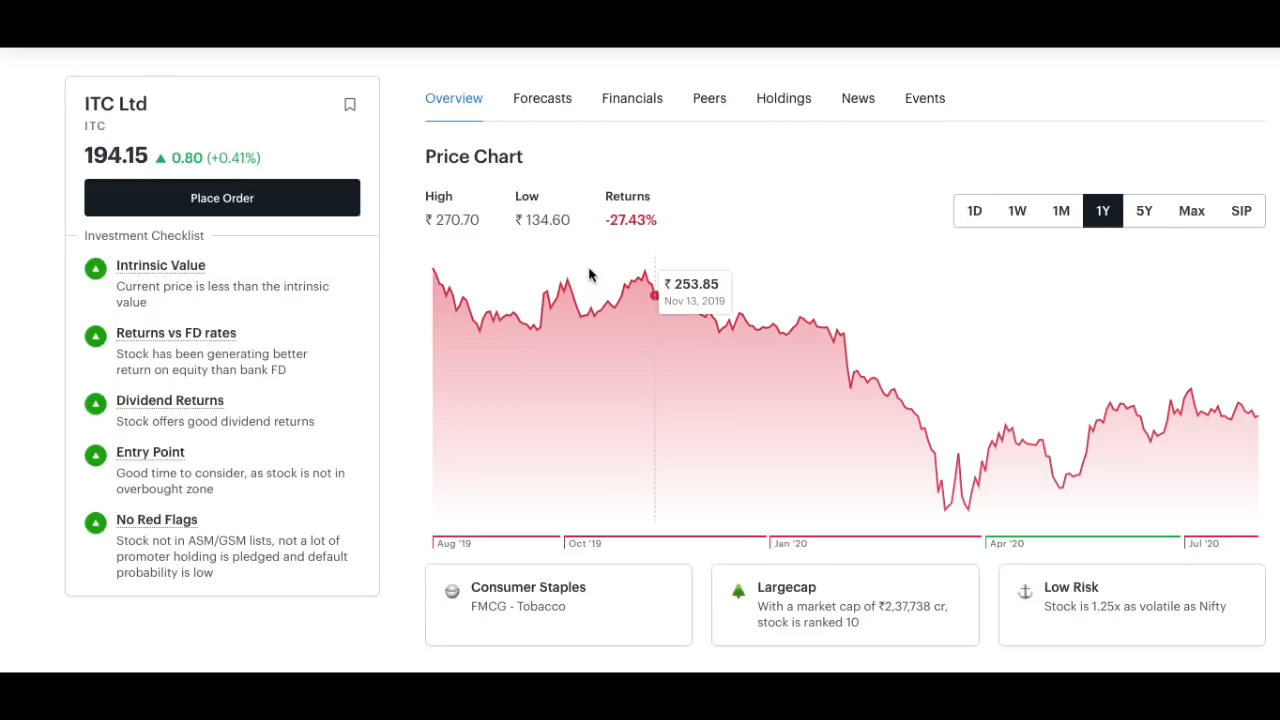 ITC Ltd
ITC
194.15 ▲ 0.80 (+0.41%)
Place Order
Investment Checklist
Intrinsic Value
Current price is less than the intrinsic
value
Returns vs FD rates
Stock has been generating better
return on equity than bank FD
Dividend Returns
Stock offers good dividend returns
Entry Point
Good time to consider, as stock is not in
overbought zone
No Red Flags
Stock not in ASM/GSM lists, not a lot of
promoter holding is pledged and default
probability is low
Overview Forecasts Financials Peers Holdings News Events
Price Chart
High Low Returns
₹ 270.70 ₹ 134.60 -27.43%
1D 1W 1M 1Y 5Y Max SIP
₹ 253.85
Nov 13, 2019
Aug '19 Oct '19 Jan '20 Apr '20 Jul '20
Consumer Staples
FMCG - Tobacco
Largecap
With a market cap of ₹2,37,738 cr,
stock is ranked 10
Low Risk
Stock is 1.25x as volatile as Nifty